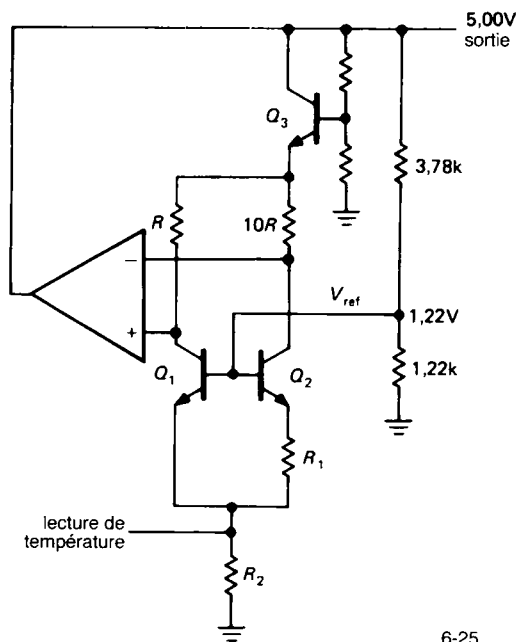 5,00V
sortie
Q3
3,78k
R
10R
−
Vref
1,22V
+
Q1
Q2
1,22k
R1
lecture de
température
R2
6-25